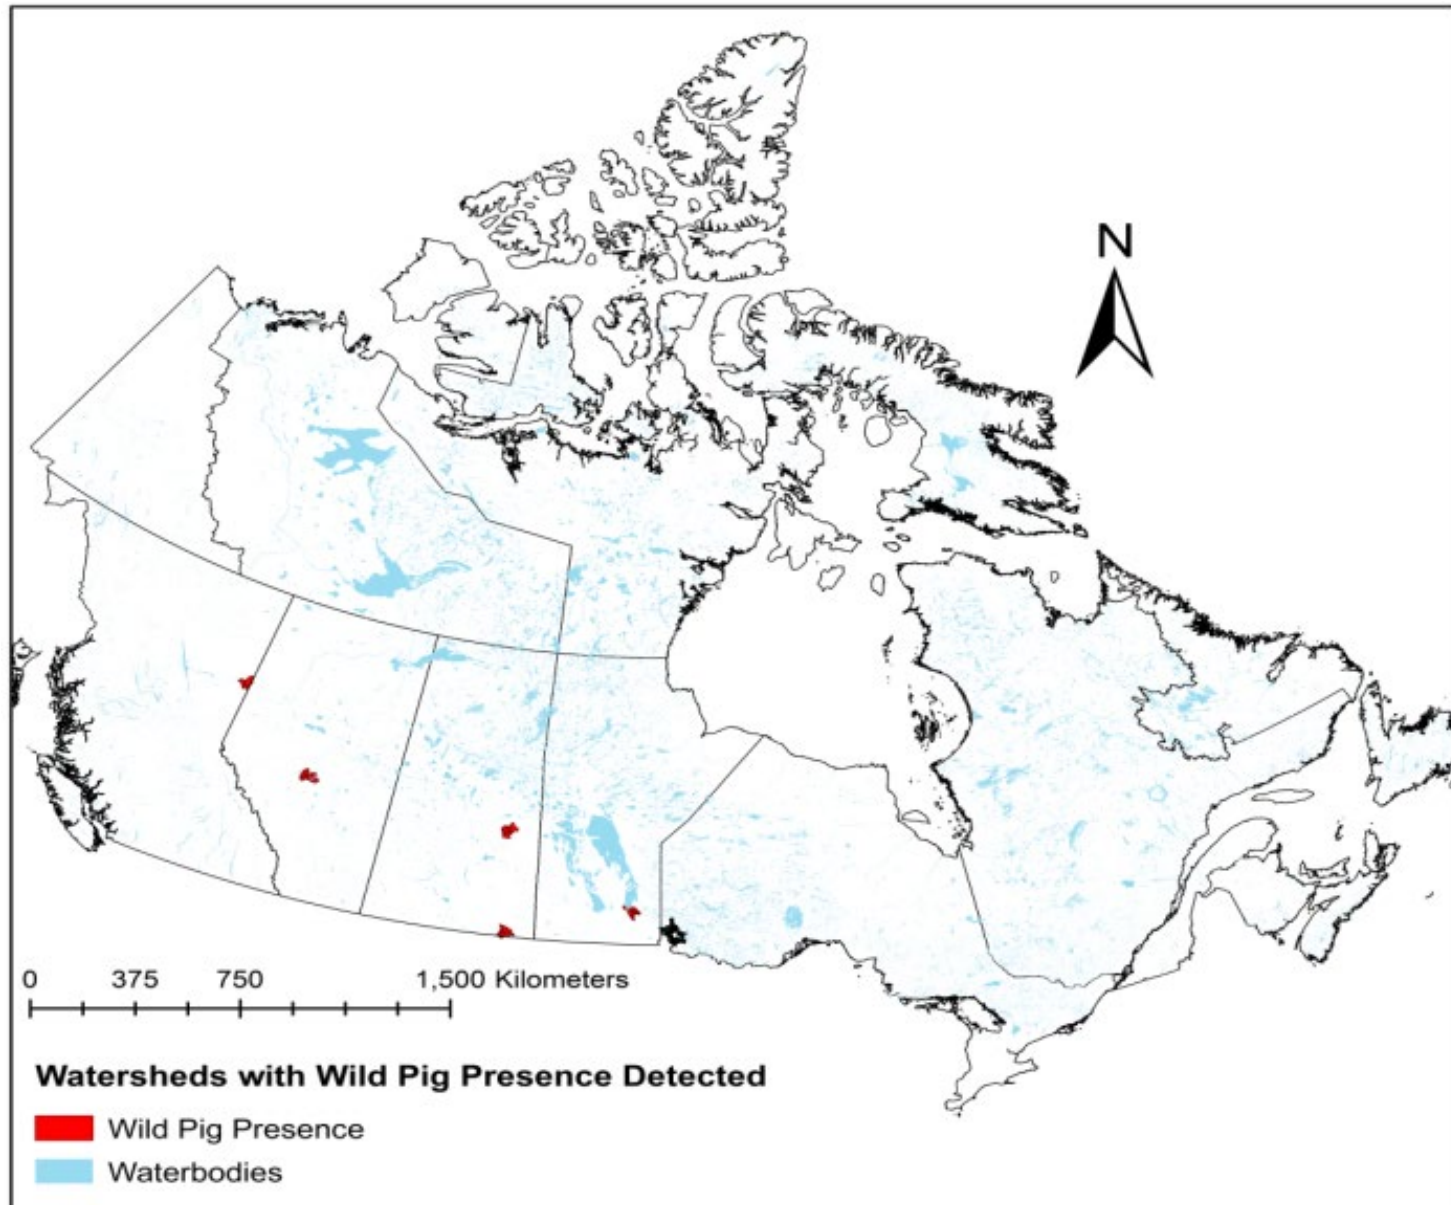 N
0 375 750 1,500 Kilometers
Watersheds with Wild Pig Presence Detected
Wild Pig Presence
Waterbodies